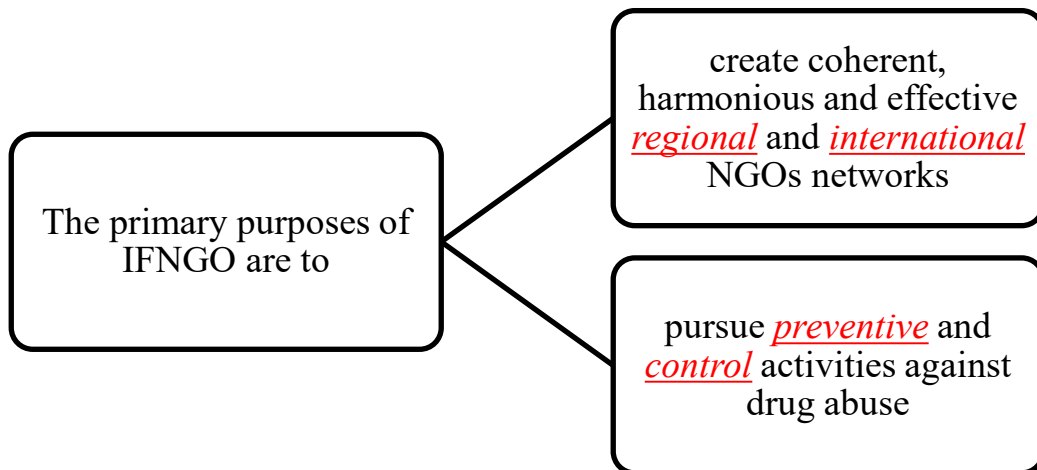 The primary purposes of
IFNGO are to
create coherent,
harmonious and effective
regional and international
NGOs networks
pursue preventive and
control activities against
drug abuse